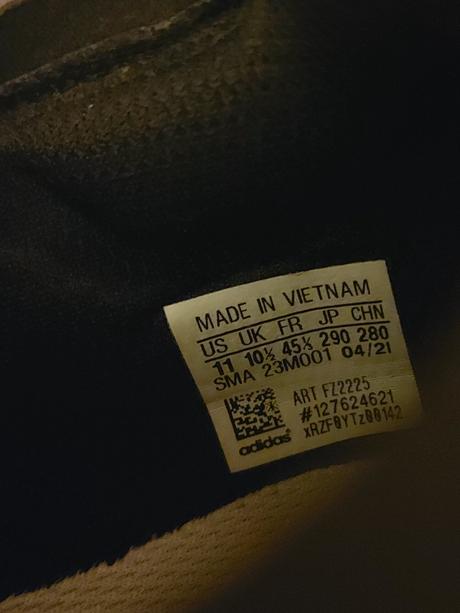 MADE IN VIETNAM
US UK FR JP CHN
11 10½ 45⅓ 290 280
SMA 23M001 04/21
ART FZ2225
#127624621
xRZF0YTz00142
adidas